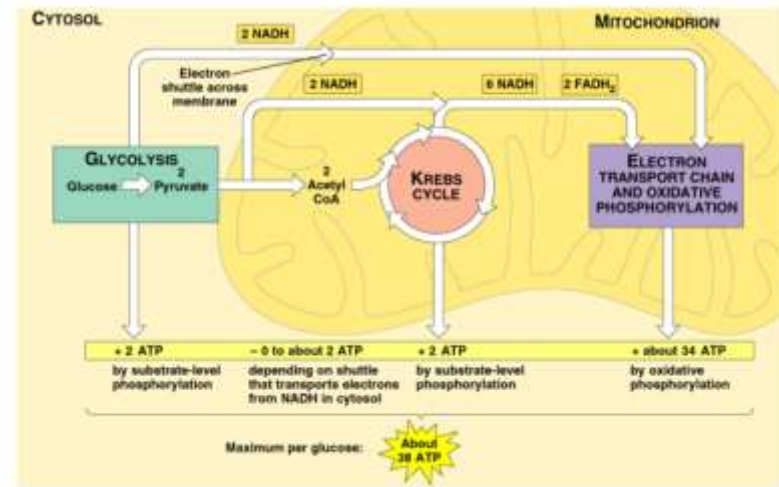 CYTOSOL
MITOCHONDRION
2 NADH
Electron
shuttle across
membrane
2 NADH
6 NADH
2 FADH₂
GLYCOLYSIS
2
Glucose
Pyruvate
2
Acetyl
CoA
KREBS
CYCLE
ELECTRON
TRANSPORT CHAIN
AND OXIDATIVE
PHOSPHORYLATION
+ 2 ATP
by substrate-level
phosphorylation
– 0 to about 2 ATP
depending on shuttle
that transports electrons
from NADH in cytosol
+ 2 ATP
by substrate-level
phosphorylation
+ about 34 ATP
by oxidative
phosphorylation
Maximum per glucose:
About
38 ATP